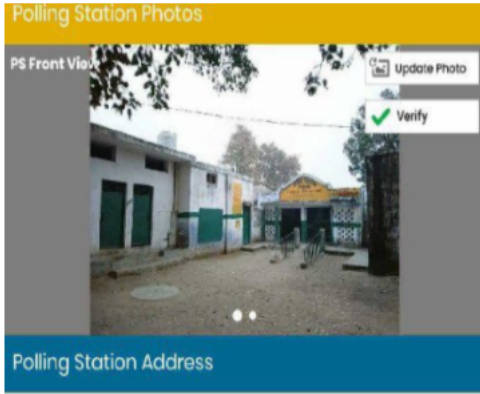 Polling Station Photos
PS Front View
Update Photo
Verify
Polling Station Address